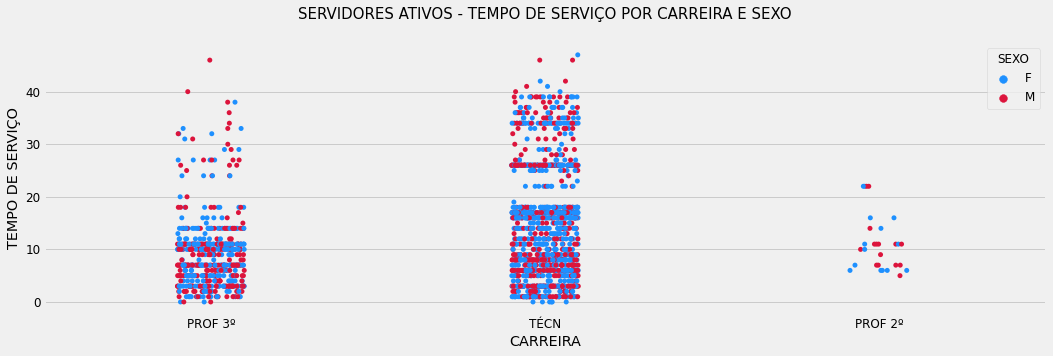 SERVIDORES ATIVOS - TEMPO DE SERVIÇO POR CARREIRA E SEXO
SEXO
F
M
TEMPO DE SERVIÇO
40
30
20
10
0
PROF 3º
TÉCN
PROF 2º
CARREIRA